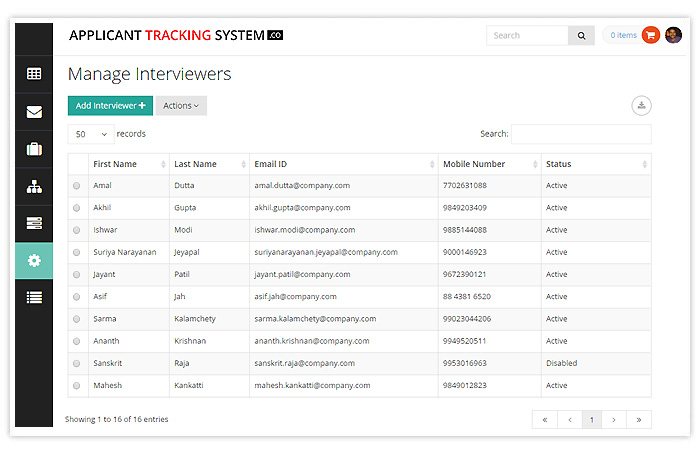 APPLICANT TRACKING SYSTEM.CO
Search
0 items
Manage Interviewers
Add Interviewer +
Actions
50 records
Search:
First Name Last Name Email ID Mobile Number Status
Amal Dutta amal.dutta@company.com 7702631088 Active
Akhil Gupta akhil.gupta@company.com 9849203409 Active
Ishwar Modi ishwar.modi@company.com 9885144088 Active
Suriya Narayanan Jeyapal suriyanarayanan.jeyapal@company.com 9000146923 Active
Jayant Patil jayant.patil@company.com 9672390121 Active
Asif Jah asif.jah@company.com 88 4381 6520 Active
Sarma Kalamchety sarma.kalamchety@company.com 99023044206 Active
Ananth Krishnan ananth.krishnan@company.com 9949520511 Active
Sanskrit Raja sanskrit.raja@company.com 9953016963 Disabled
Mahesh Kankatti mahesh.kankatti@company.com 9849012823 Active
Showing 1 to 16 of 16 entries
« ‹ 1 › »